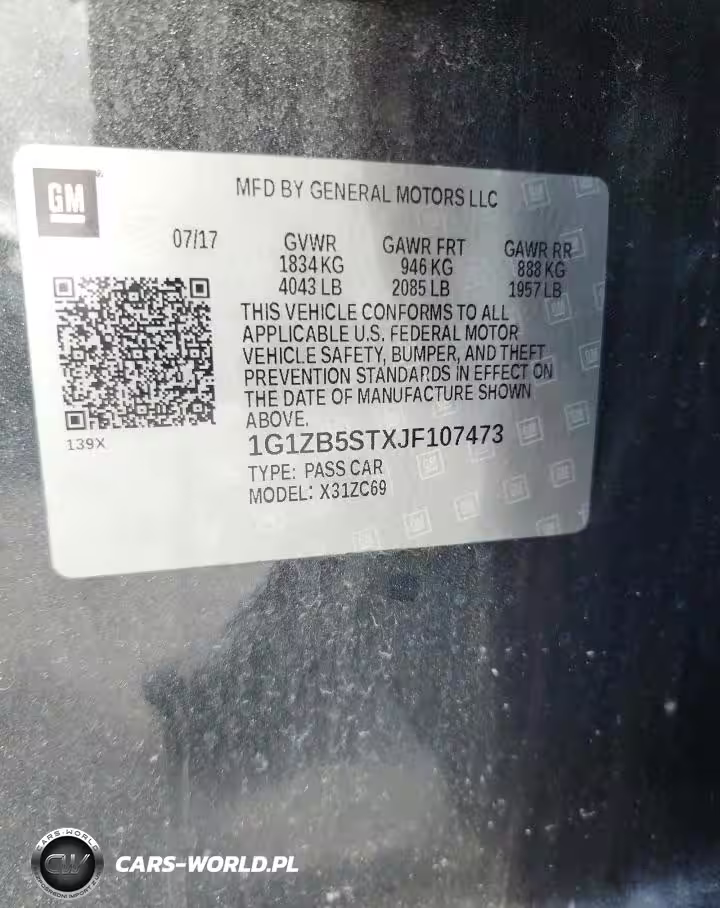 GM
MFD BY GENERAL MOTORS LLC
07/17 GVWR GAWR FRT GAWR RR
1834 KG 946 KG 888 KG
4043 LB 2085 LB 1957 LB
THIS VEHICLE CONFORMS TO ALL
APPLICABLE U.S. FEDERAL MOTOR
VEHICLE SAFETY, BUMPER, AND THEFT
PREVENTION STANDARDS IN EFFECT ON
THE DATE OF MANUFACTURE SHOWN
ABOVE.
139X
1G1ZB5STXJF107473
TYPE: PASS CAR
MODEL: X31ZC69
CARS-WORLD
CW
CARS-WORLD.PL